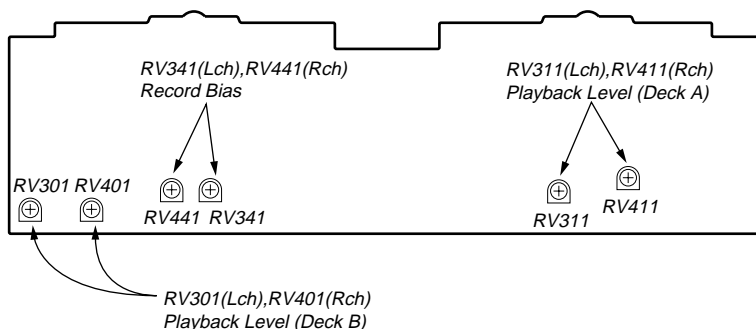 RV341(Lch),RV441(Rch)
Record Bias
RV311(Lch),RV411(Rch)
Playback Level (Deck A)
RV301 RV401
RV441 RV341
RV311
RV411
RV301(Lch),RV401(Rch)
Playback Level (Deck B)